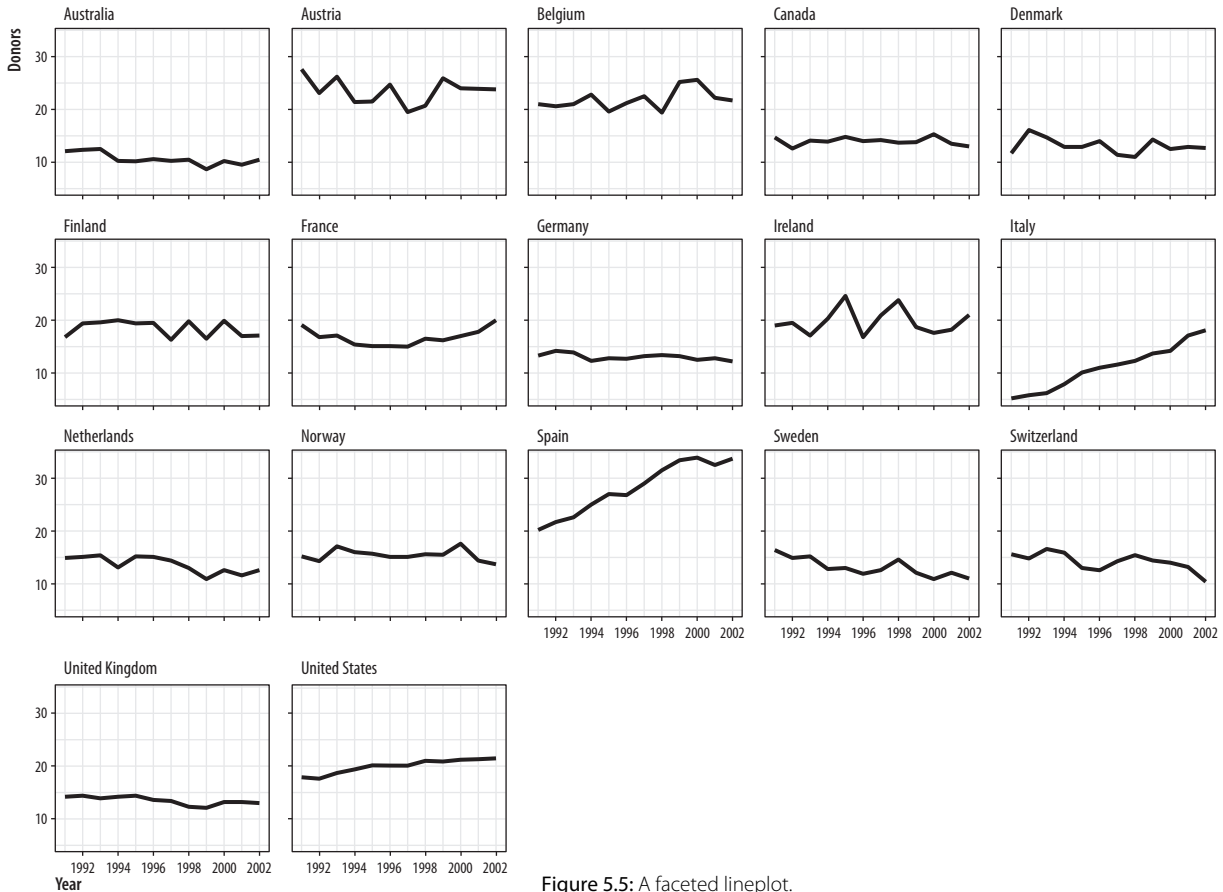 Australia Austria Belgium Canada Denmark
Donors
30
20
10
Finland France Germany Ireland Italy
30
20
10
Netherlands Norway Spain Sweden Switzerland
30
20
10
1992 1994 1996 1998 2000 2002 1992 1994 1996 1998 2000 2002 1992 1994 1996 1998 2000 2002
United Kingdom United States
30
20
10
1992 1994 1996 1998 2000 2002 1992 1994 1996 1998 2000 2002
Year
Figure 5.5: A faceted lineplot.